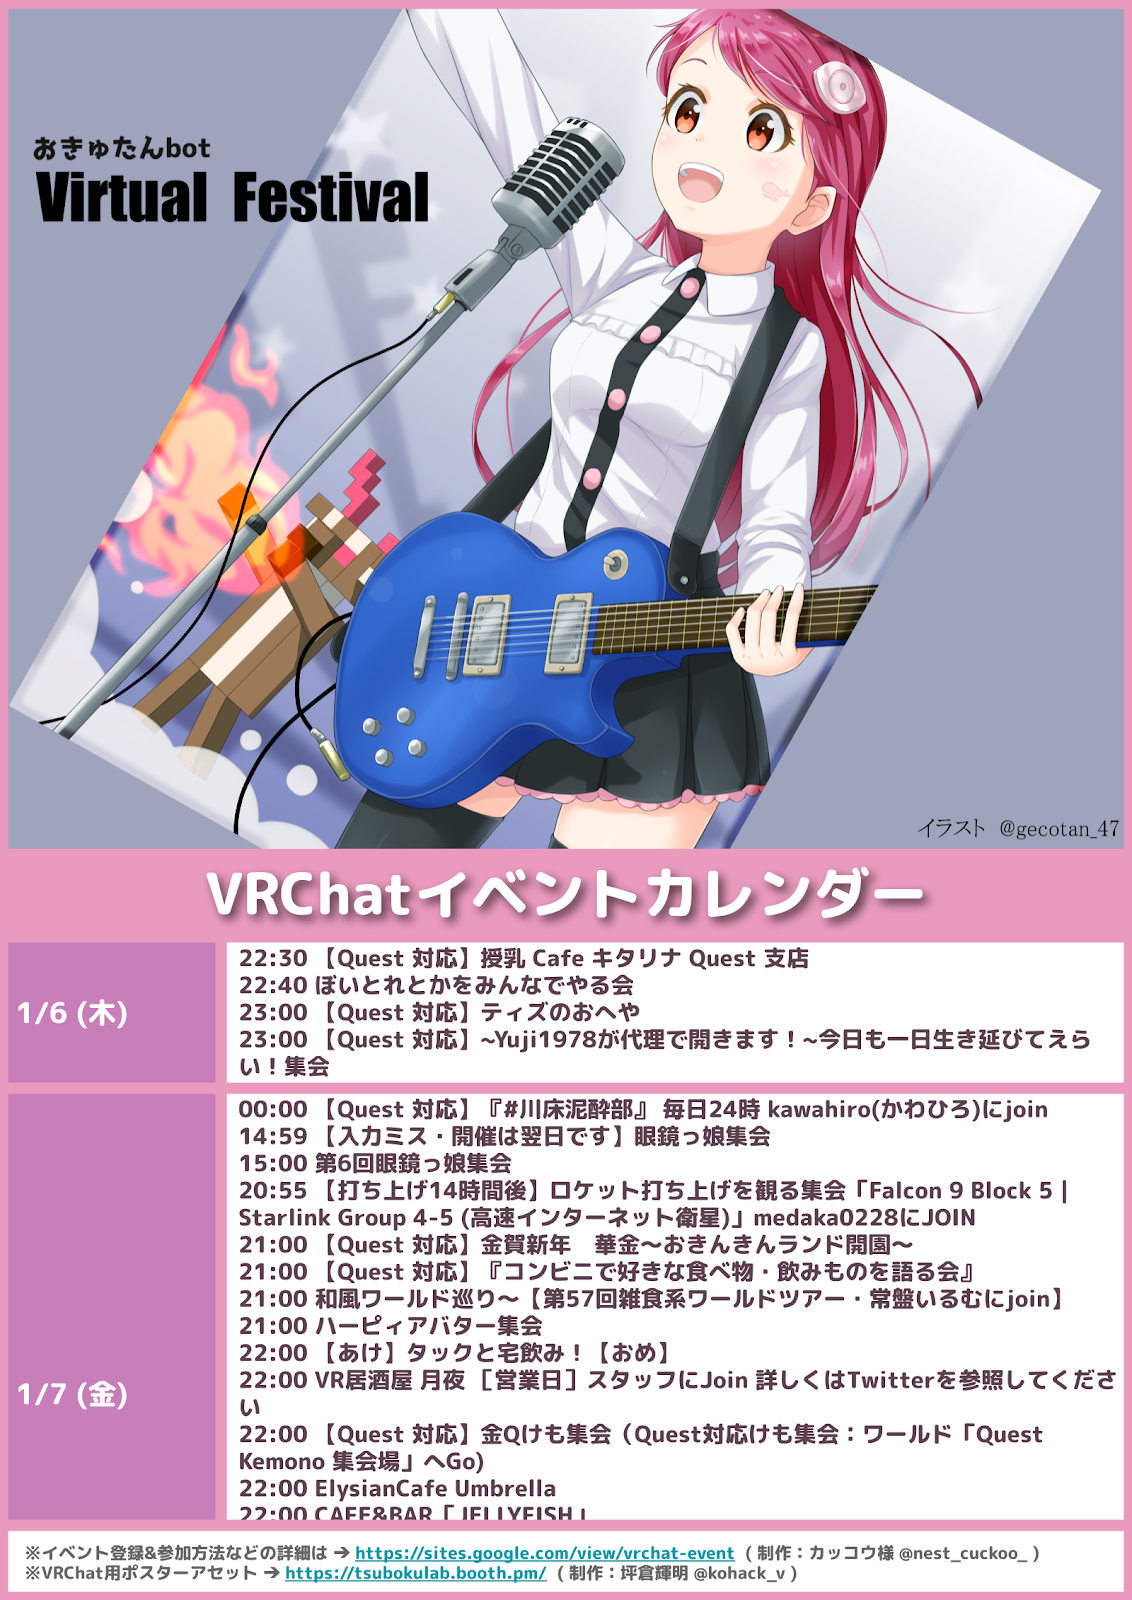 おきゅたんbot
Virtual Festival
イラスト @gecotan_47
VRChatイベントカレンダー
1/6 (木)
22:30 【Quest 対応】授乳 Cafe キタリナ Quest 支店
22:40 ぼいとれとかをみんなでやる会
23:00 【Quest 対応】ティズのおへや
23:00 【Quest 対応】~Yuji1978が代理で開きます！~今日も一日生き延びてえら
い！集会
1/7 (金)
00:00 【Quest 対応】『#川床泥酔部』 毎日24時 kawahiro(かわひろ)にjoin
14:59 【入力ミス・開催は翌日です】眼鏡っ娘集会
15:00 第6回眼鏡っ娘集会
20:55 【打ち上げ14時間後】ロケット打ち上げを観る集会「Falcon 9 Block 5 |
Starlink Group 4-5 (高速インターネット衛星)」medaka0228にJOIN
21:00 【Quest 対応】金賀新年　華金〜おきんきんランド開園〜
21:00 【Quest 対応】『コンビニで好きな食べ物・飲みものを語る会』
21:00 和風ワールド巡り〜【第57回雑食系ワールドツアー・常盤いるむにjoin】
21:00 ハーピィアバター集会
22:00 【あけ】タックと宅飲み！【おめ】
22:00 VR居酒屋 月夜 ［営業日］スタッフにJoin 詳しくはTwitterを参照してくださ
い
22:00 【Quest 対応】金Qけも集会（Quest対応けも集会：ワールド「Quest
Kemono 集会場」へGo)
22:00 ElysianCafe Umbrella
22:00 CAFE&BAR「JELLYFISH」
※イベント登録&参加方法などの詳細は → https://sites.google.com/view/vrchat-event ( 制作：カッコウ様 @nest_cuckoo_ )
※VRChat用ポスターアセット → https://tsubokulab.booth.pm/ ( 制作：坪倉輝明 @kohack_v )